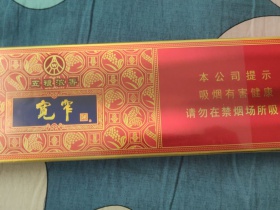 五粮浓香
宽窄
本公司提示
吸烟有害健康
请勿在禁烟场所吸